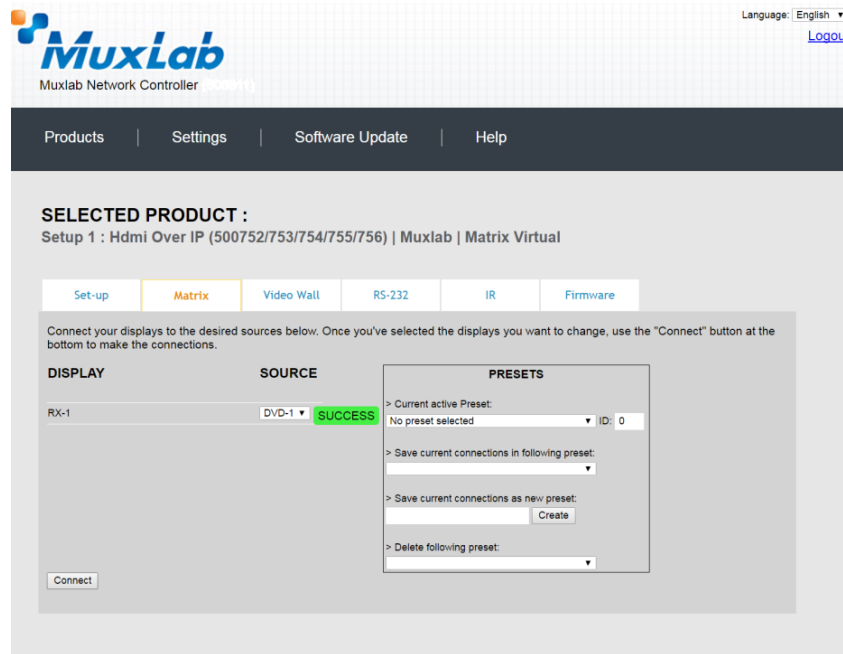 Language: English
Logou
MuxLab
Muxlab Network Controller
Products | Settings | Software Update | Help
SELECTED PRODUCT :
Setup 1 : Hdmi Over IP (500752/753/754/755/756) | Muxlab | Matrix Virtual
Set-up Matrix Video Wall RS-232 IR Firmware
Connect your displays to the desired sources below. Once you've selected the displays you want to change, use the "Connect" button at the
bottom to make the connections.
DISPLAY SOURCE PRESETS
> Current active Preset:
RX-1 DVD-1 SUCCESS
No preset selected ID: 0
> Save current connections in following preset:
> Save current connections as new preset:
Create
> Delete following preset:
Connect